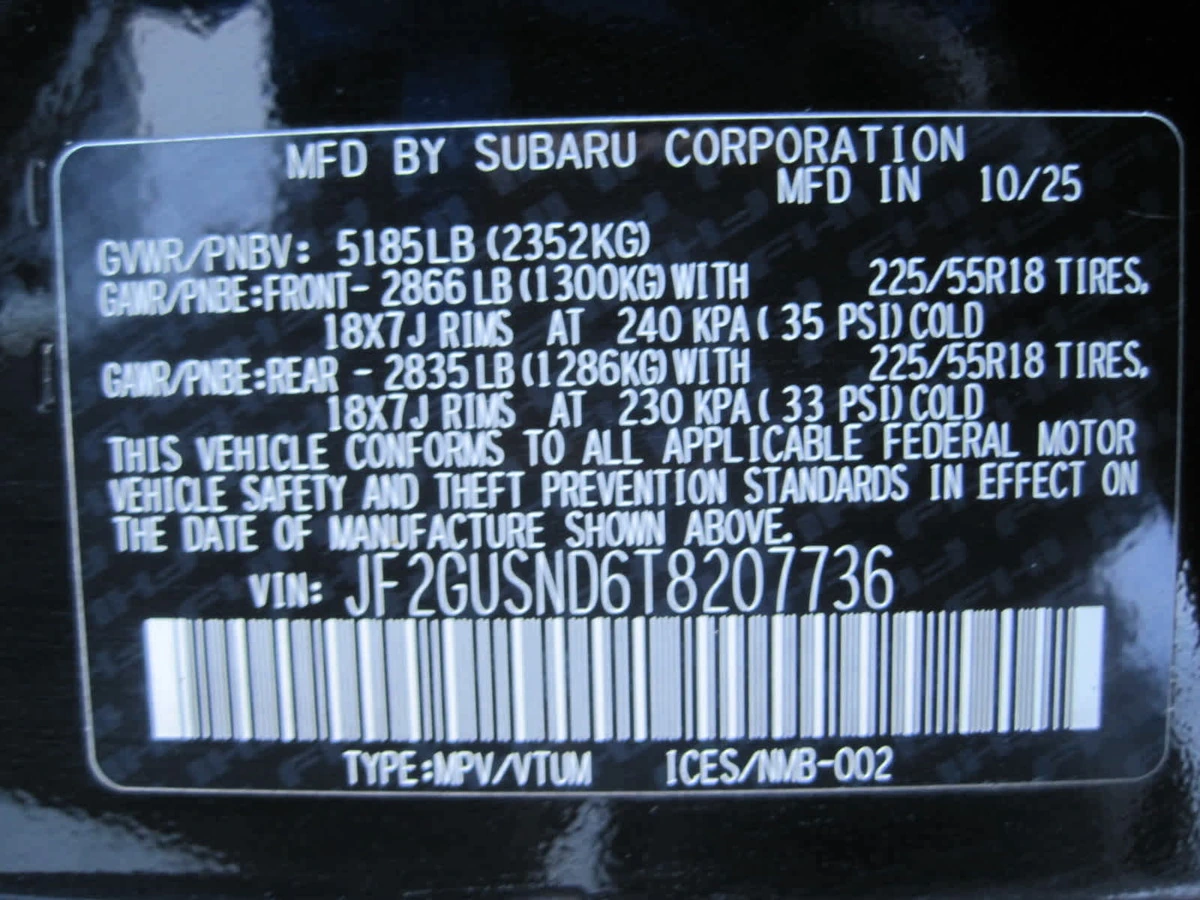 MFD BY SUBARU CORPORATION
MFD IN 10/25
GVWR/PNBV: 5185LB (2352KG)
GAWR/PNBE:FRONT- 2866 LB (1300KG) WITH 225/55R18 TIRES,
18X7J RIMS AT 240 KPA ( 35 PSI) COLD
GAWR/PNBE:REAR - 2835 LB (1286KG) WITH 225/55R18 TIRES,
18X7J RIMS AT 230 KPA ( 33 PSI) COLD
THIS VEHICLE CONFORMS TO ALL APPLICABLE FEDERAL MOTOR
VEHICLE SAFETY AND THEFT PREVENTION STANDARDS IN EFFECT ON
THE DATE OF MANUFACTURE SHOWN ABOVE.
VIN: JF2GUSND6T8207736
TYPE:MPV/VTUM ICES/NMB-002